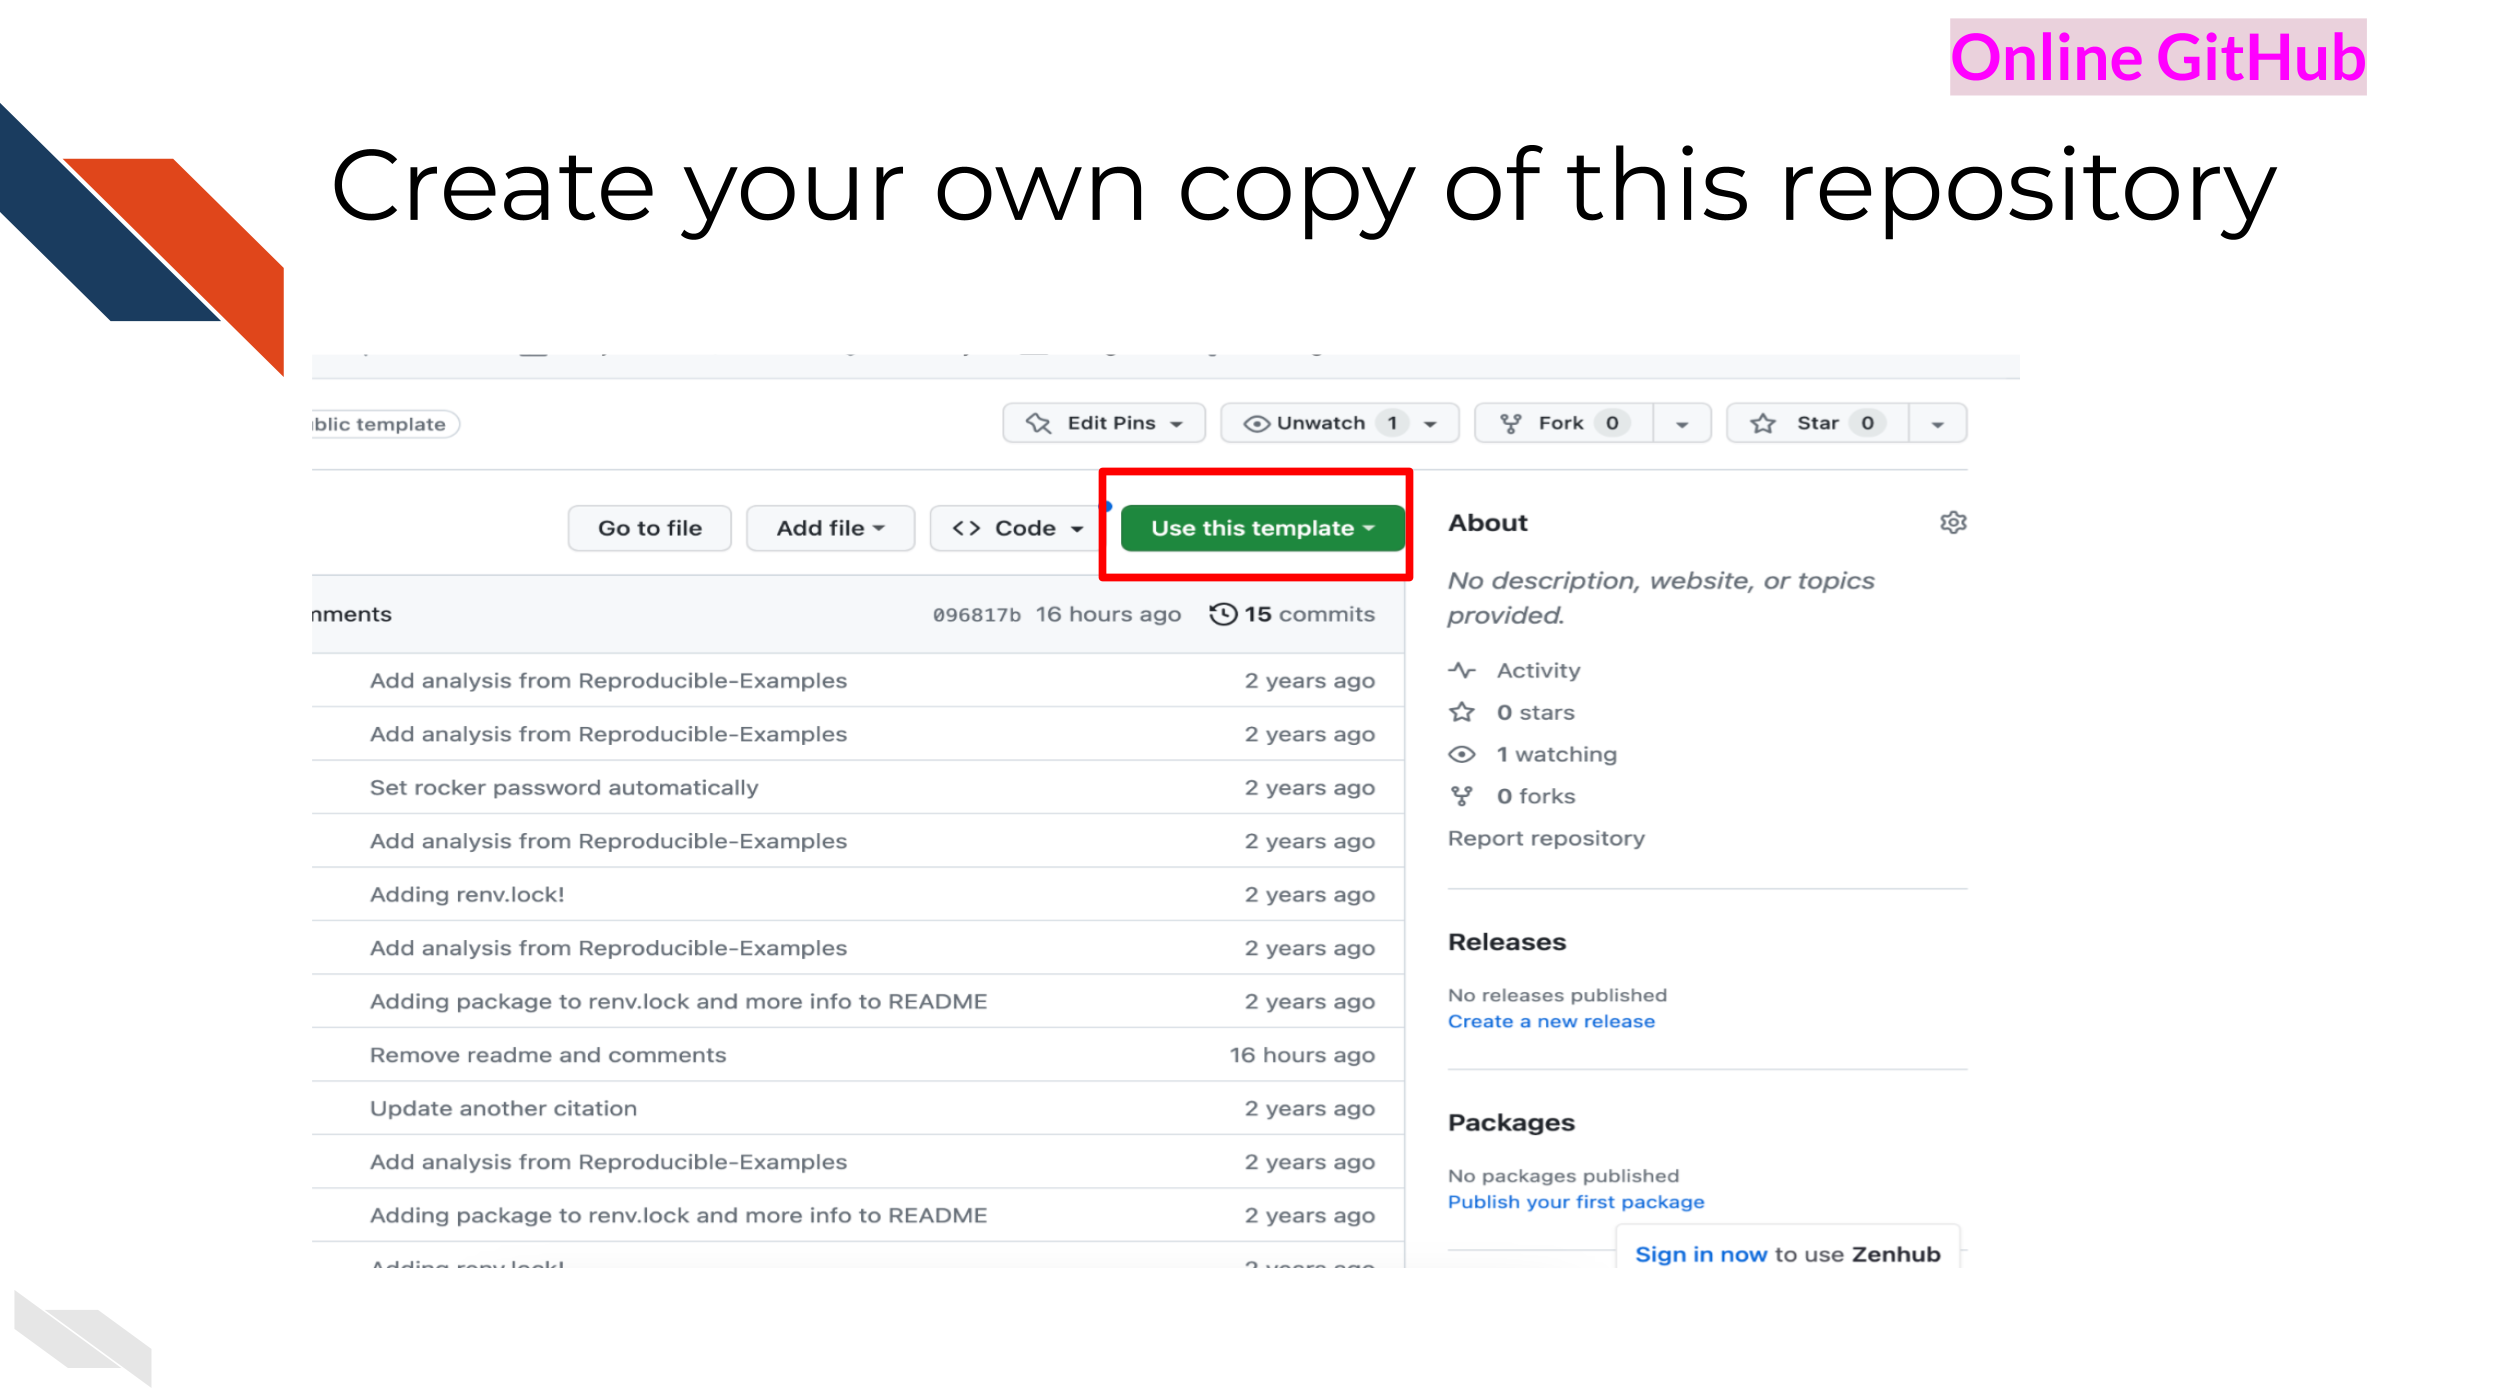 Online GitHub
Create your own copy of this repository
blic template
Edit Pins
Unwatch 1
Fork 0
Star 0
Go to file
Add file
<> Code
Use this template
About
No description, website, or topics
provided.
mments
096817b 16 hours ago 15 commits
Add analysis from Reproducible-Examples 2 years ago
Add analysis from Reproducible-Examples 2 years ago
Set rocker password automatically 2 years ago
Add analysis from Reproducible-Examples 2 years ago
Adding renv.lock! 2 years ago
Add analysis from Reproducible-Examples 2 years ago
Adding package to renv.lock and more info to README 2 years ago
Remove readme and comments 16 hours ago
Update another citation 2 years ago
Add analysis from Reproducible-Examples 2 years ago
Adding package to renv.lock and more info to README 2 years ago
Adding renv.lock! 2 years ago
Activity
0 stars
1 watching
0 forks
Report repository
Releases
No releases published
Create a new release
Packages
No packages published
Publish your first package
Sign in now to use Zenhub